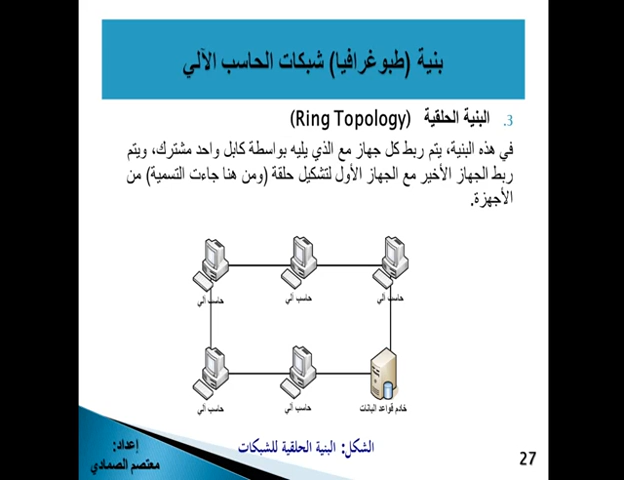 بنية (طبوغرافيا) شبكات الحاسب الآلي
3. البنية الحلقية (Ring Topology)
في هذه البنية، يتم ربط كل جهاز مع الذي يليه بواسطة كابل واحد مشترك، ويتم
ربط الجهاز الأخير مع الجهاز الأول لتشكيل حلقة (ومن هنا جاءت التسمية) من
الأجهزة.
حاسب آلي
حاسب آلي
حاسب آلي
خادم قواعد البانات
حاسب آلي
حاسب آلي
الشكل: البنية الحلقية للشبكات
إعداد:
معتصم الصمادي
27